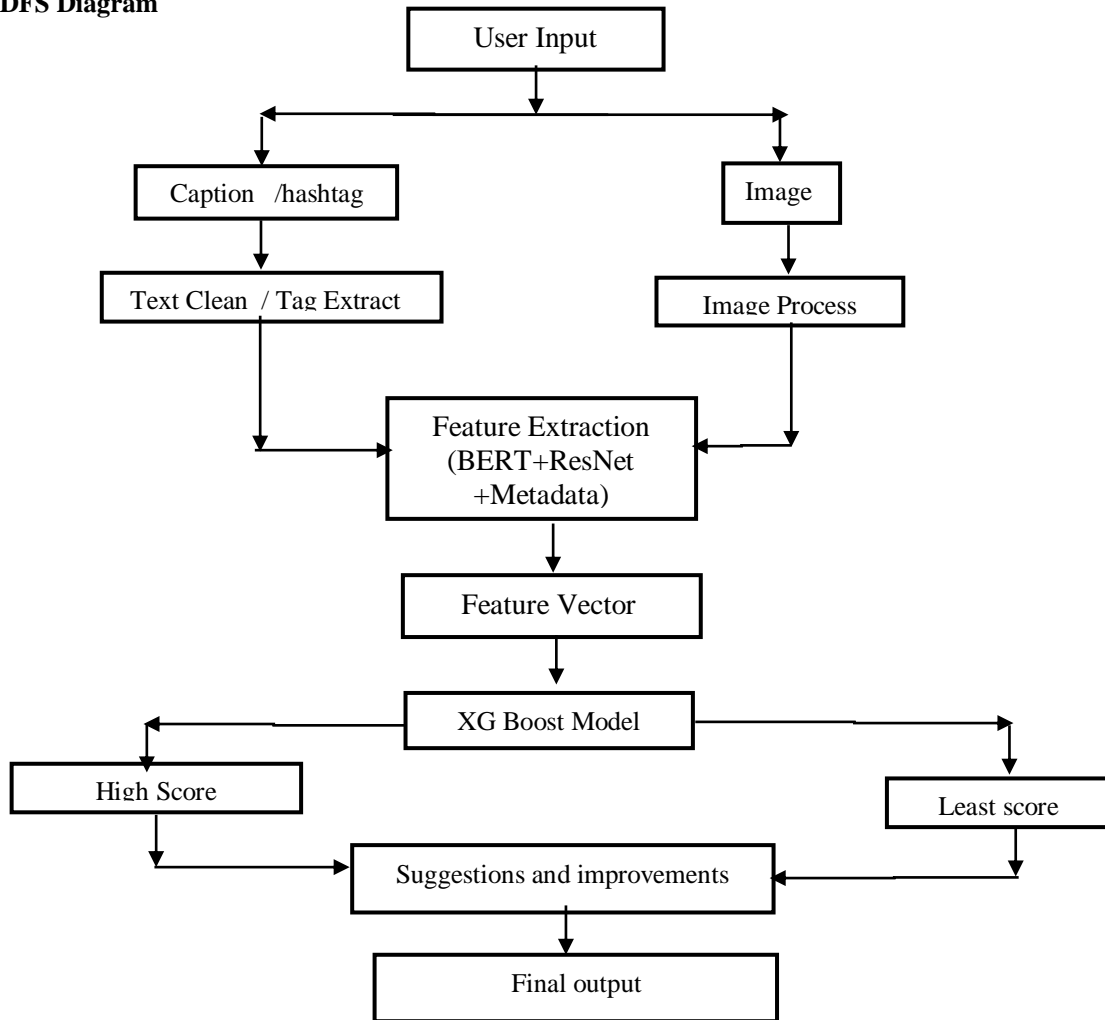 DFS Diagram
User Input
Caption /hashtag
Image
Text Clean / Tag Extract
Image Process
Feature Extraction
(BERT+ResNet
+Metadata)
Feature Vector
XG Boost Model
High Score
Least score
Suggestions and improvements
Final output